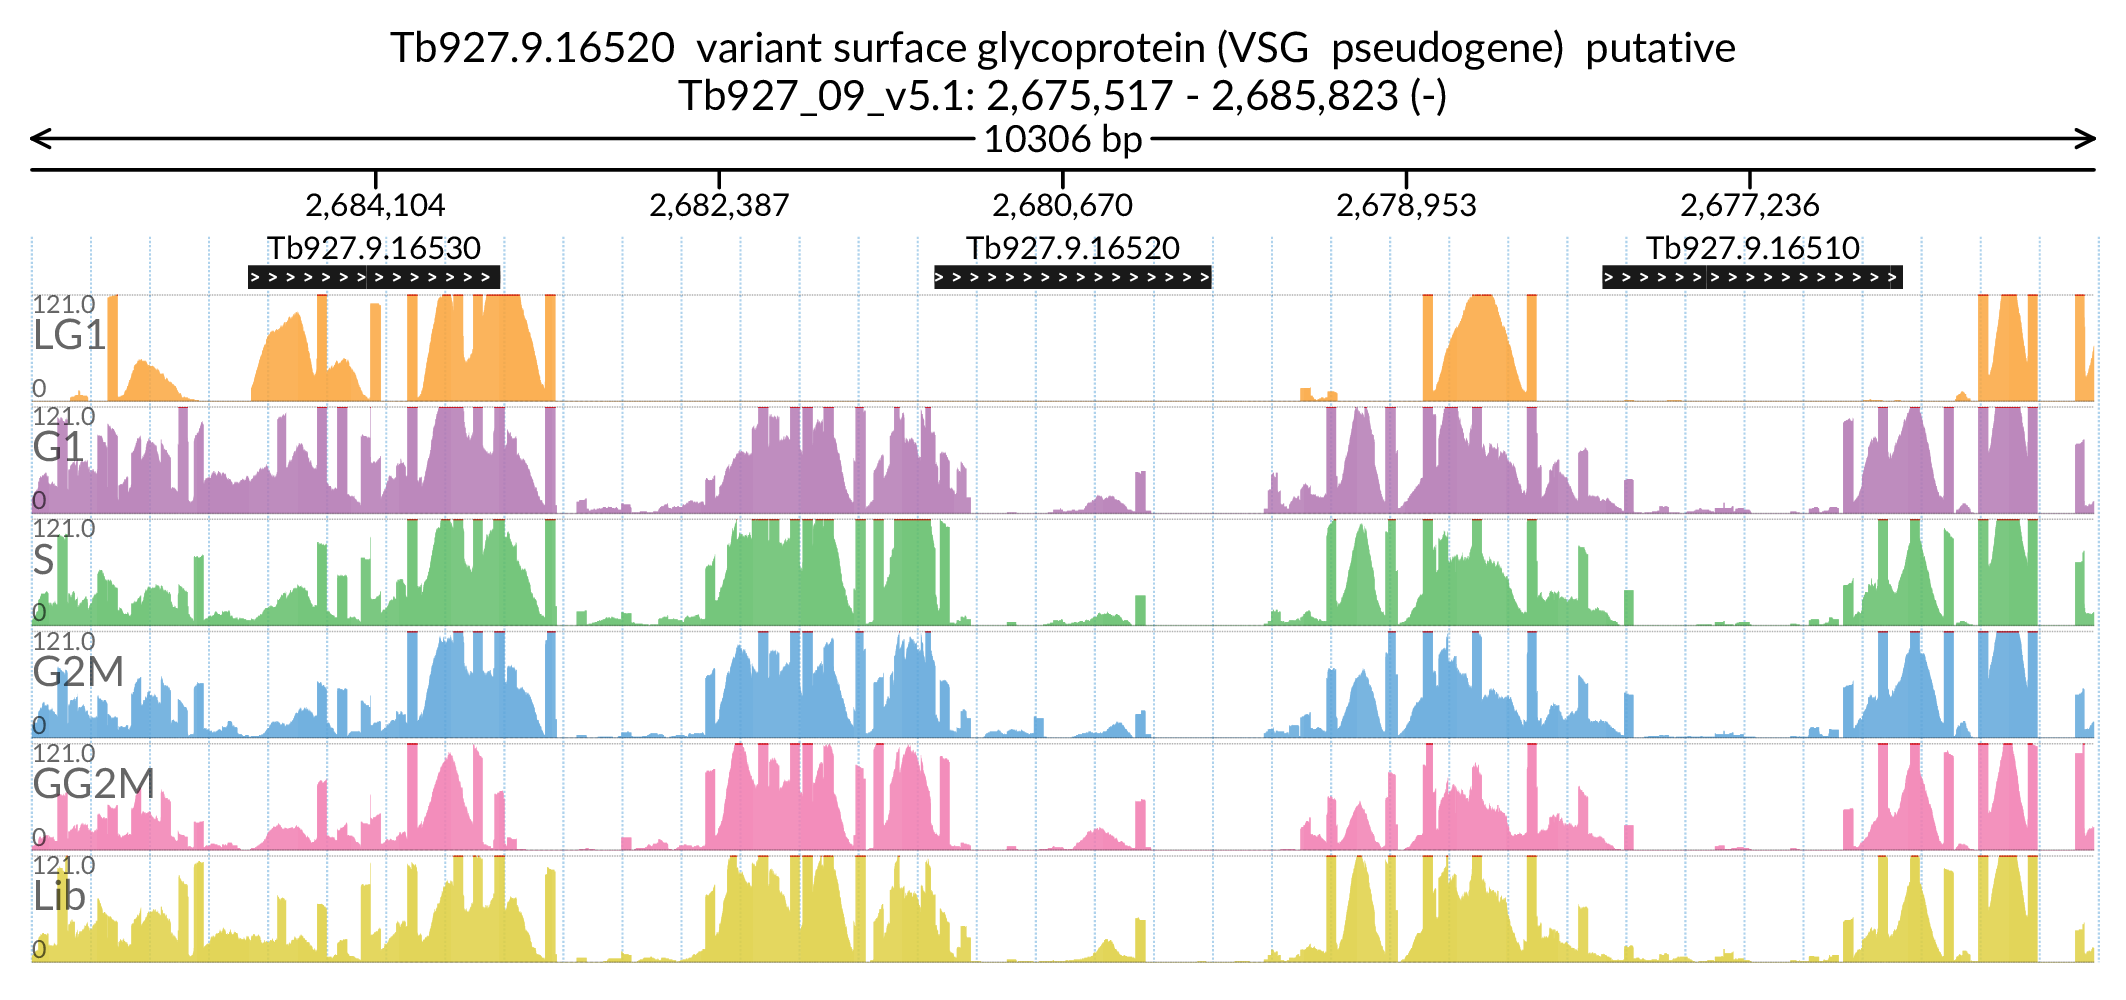 Tb927.9.16520  variant surface glycoprotein (VSG  pseudogene)  putative
Tb927_09_v5.1: 2,675,517 - 2,685,823 (-)
10306 bp
2,684,104 2,682,387 2,680,670 2,678,953 2,677,236
Tb927.9.16530 Tb927.9.16520 Tb927.9.16510
121.0
LG1
0
121.0
G1
0
121.0
S
0
121.0
G2M
0
121.0
GG2M
0
121.0
Lib
0